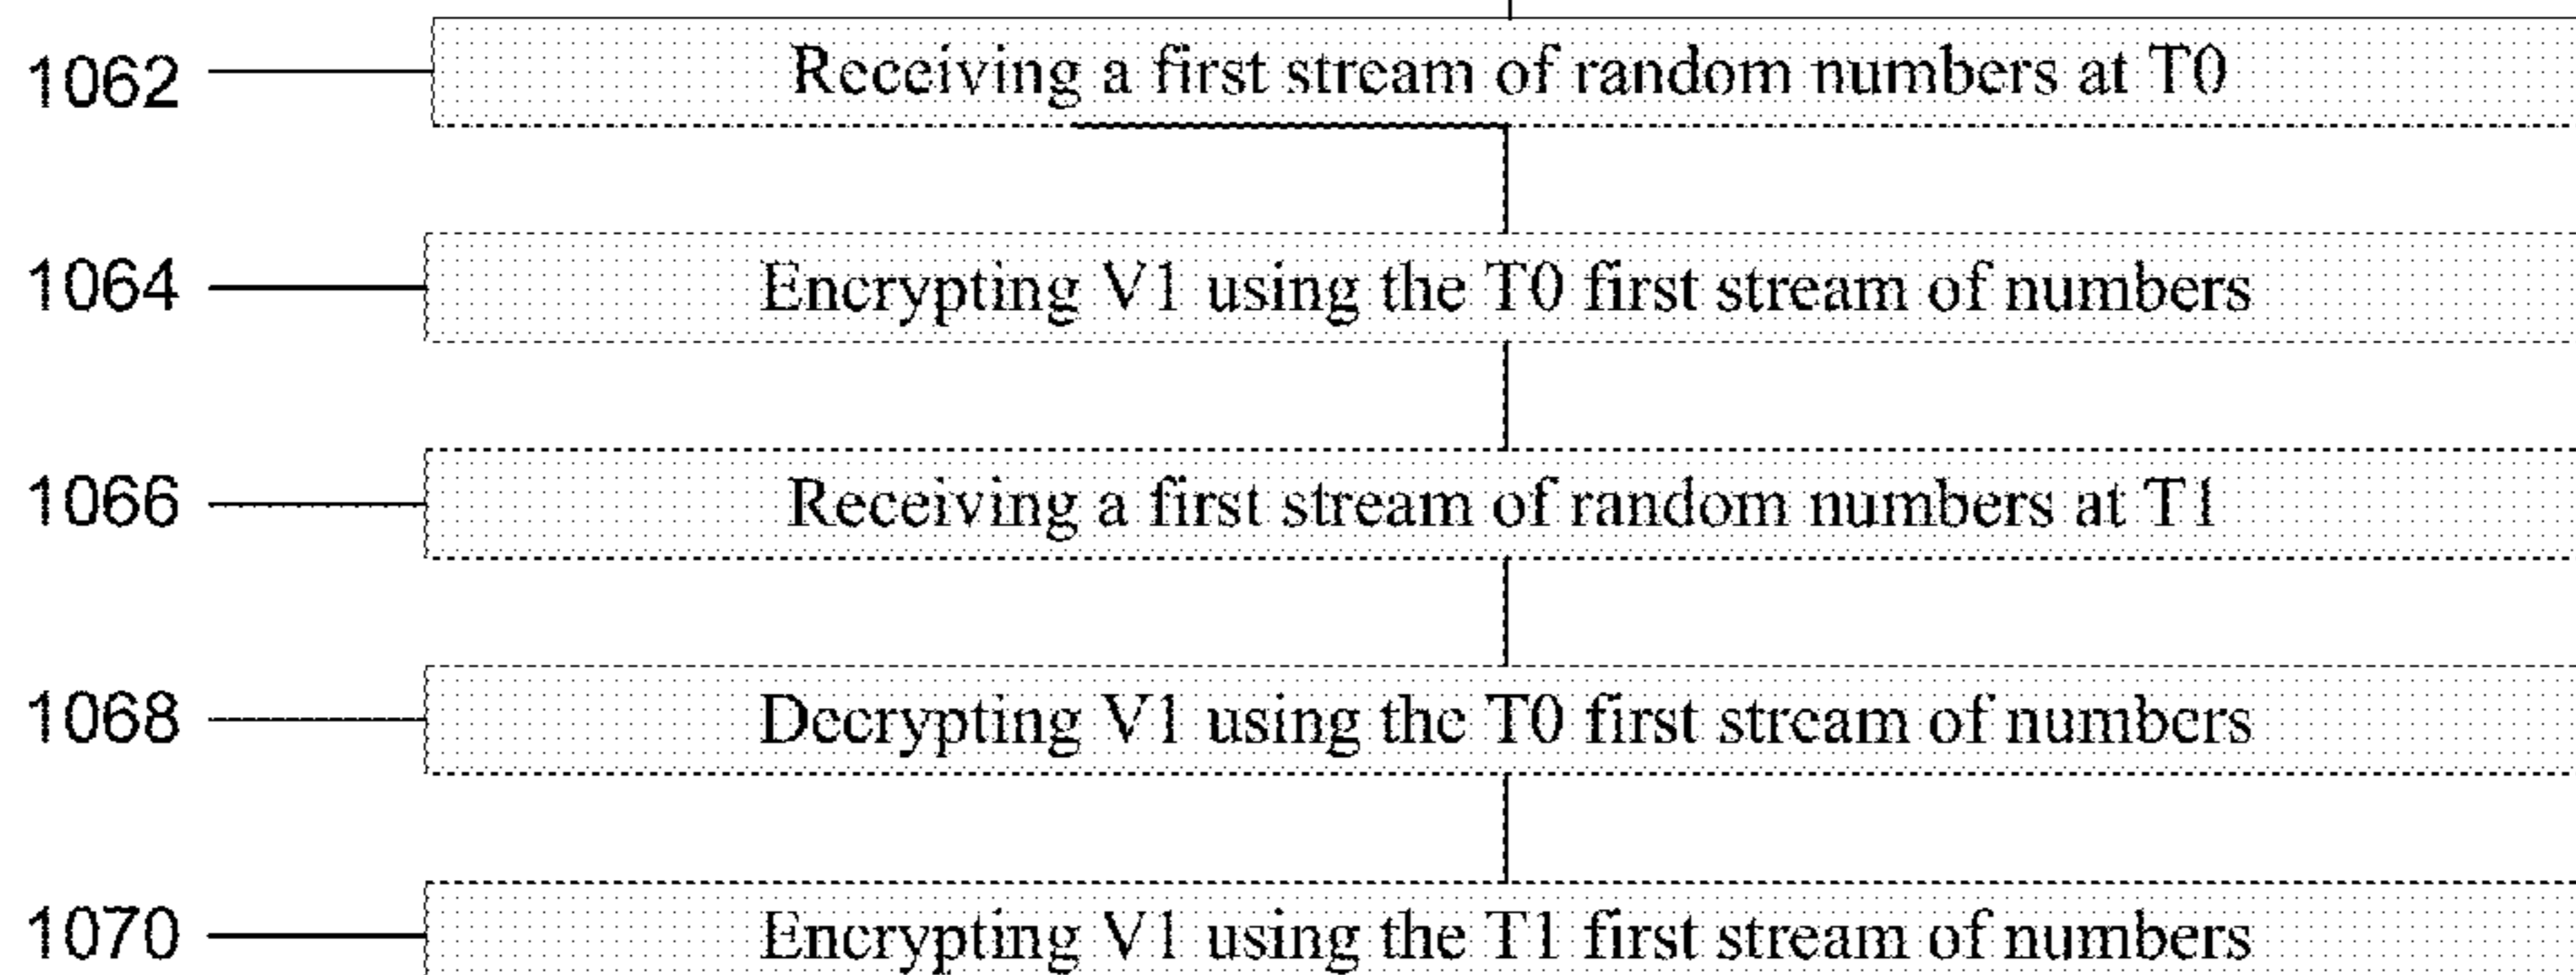 1062 Receiving a first stream of random numbers at T0
1064 Encrypting V1 using the T0 first stream of numbers
1066 Receiving a first stream of random numbers at T1
1068 Decrypting V1 using the T0 first stream of numbers
1070 Encrypting V1 using the T1 first stream of numbers